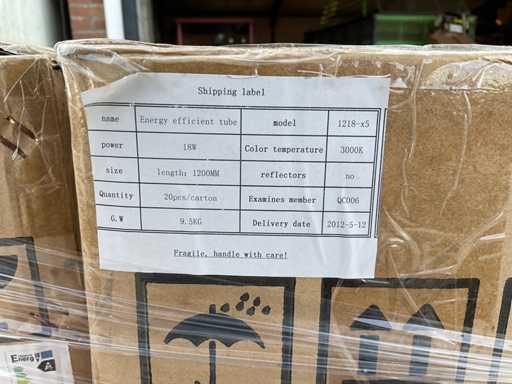 Shipping label
name Energy efficient tube model 1218-x5
power 18W Color temperature 3000K
size length: 1200MM reflectors no
Quantity 20pcs/carton Examines member QC006
G.W 9.5KG Delivery date 2012-5-12
Fragile, handle with care!
Energy
A